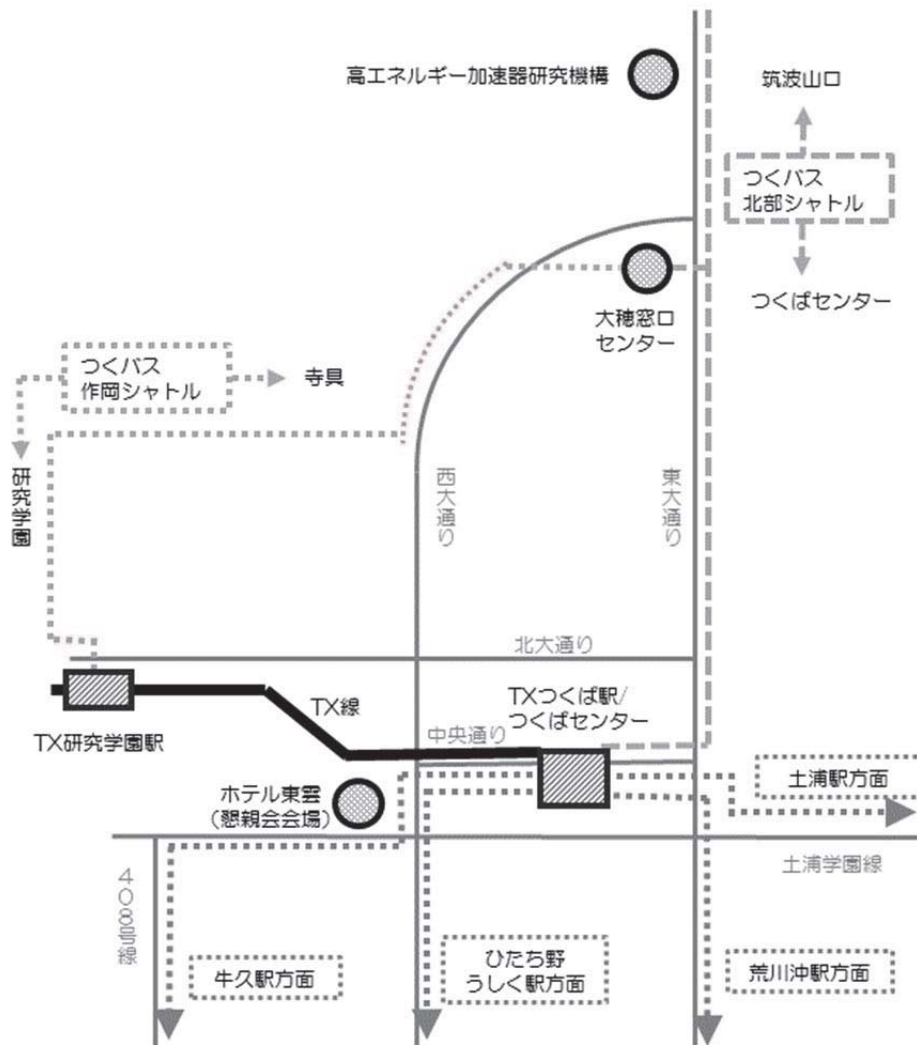 高エネルギー加速器研究機構
筑波山口
つくバス
北部シャトル
つくばセンター
大穂窓口
センター
つくバス
作岡シャトル
寺具
研究学園
西大通り
東大通り
北大通り
TX線
TXつくば駅/
つくばセンター
中央通り
TX研究学園駅
ホテル東雲
(懇親会会場)
土浦駅方面
土浦学園線
408号線
牛久駅方面
ひたち野
うしく駅方面
荒川沖駅方面